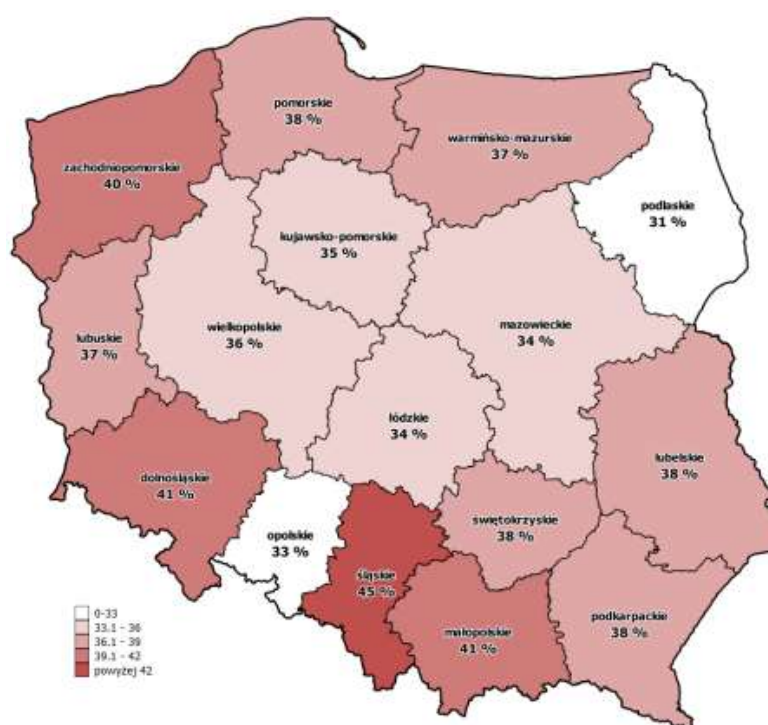 pomorskie
38 %
warmińsko-mazurskie
37 %
zachodniopomorskie
40 %
podlaskie
31 %
kujawsko-pomorskie
35 %
wielkopolskie
36 %
mazowieckie
34 %
lubuskie
37 %
łódzkie
34 %
lubelskie
38 %
dolnośląskie
41 %
świętokrzyskie
38 %
opolskie
33 %
śląskie
45 %
podkarpackie
38 %
małopolskie
41 %
0-33
33.1 - 36
36.1 - 39
39.1 - 42
powyżej 42